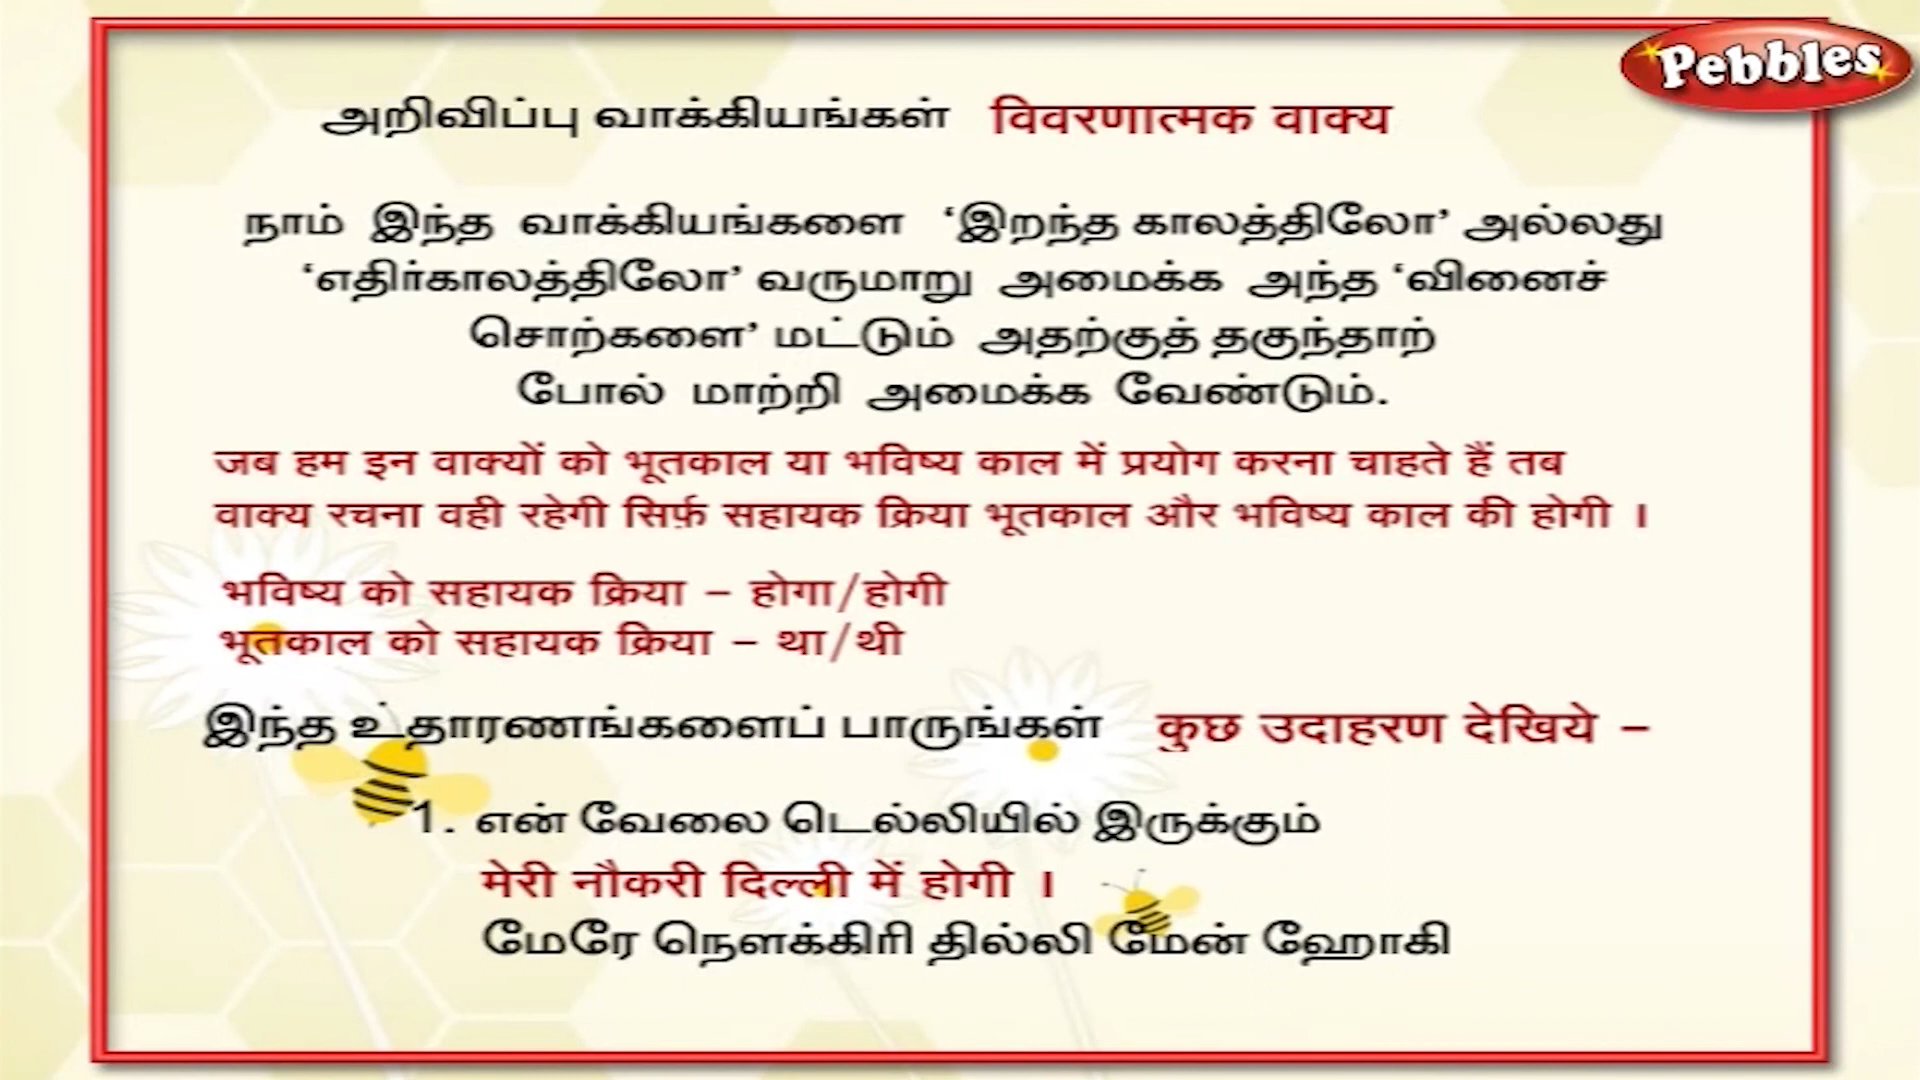 Pebbles
அறிவிப்பு வாக்கியங்கள் विवरणात्मक वाक्य
நாம் இந்த வாக்கியங்களை ‘இறந்த காலத்திலோ’ அல்லது
‘எதிர்காலத்திலோ’ வருமாறு அமைக்க அந்த ‘வினைச்
சொற்களை’ மட்டும் அதற்குத் தகுந்தாற்
போல் மாற்றி அமைக்க வேண்டும்.
जब हम इन वाक्यों को भूतकाल या भविष्य काल में प्रयोग करना चाहते हैं तब
वाक्य रचना वही रहेगी सिर्फ़ सहायक क्रिया भूतकाल और भविष्य काल की होगी ।
भविष्य को सहायक क्रिया – होगा/होगी
भूतकाल को सहायक क्रिया – था/थी
இந்த உதாரணங்களைப் பாருங்கள் कुछ उदाहरण देखिये –
1. என் வேலை டெல்லியில் இருக்கும்
मेरी नौकरी दिल्ली में होगी ।
மேரே நௌக்கிரி தில்லி மேன் ஹோகி